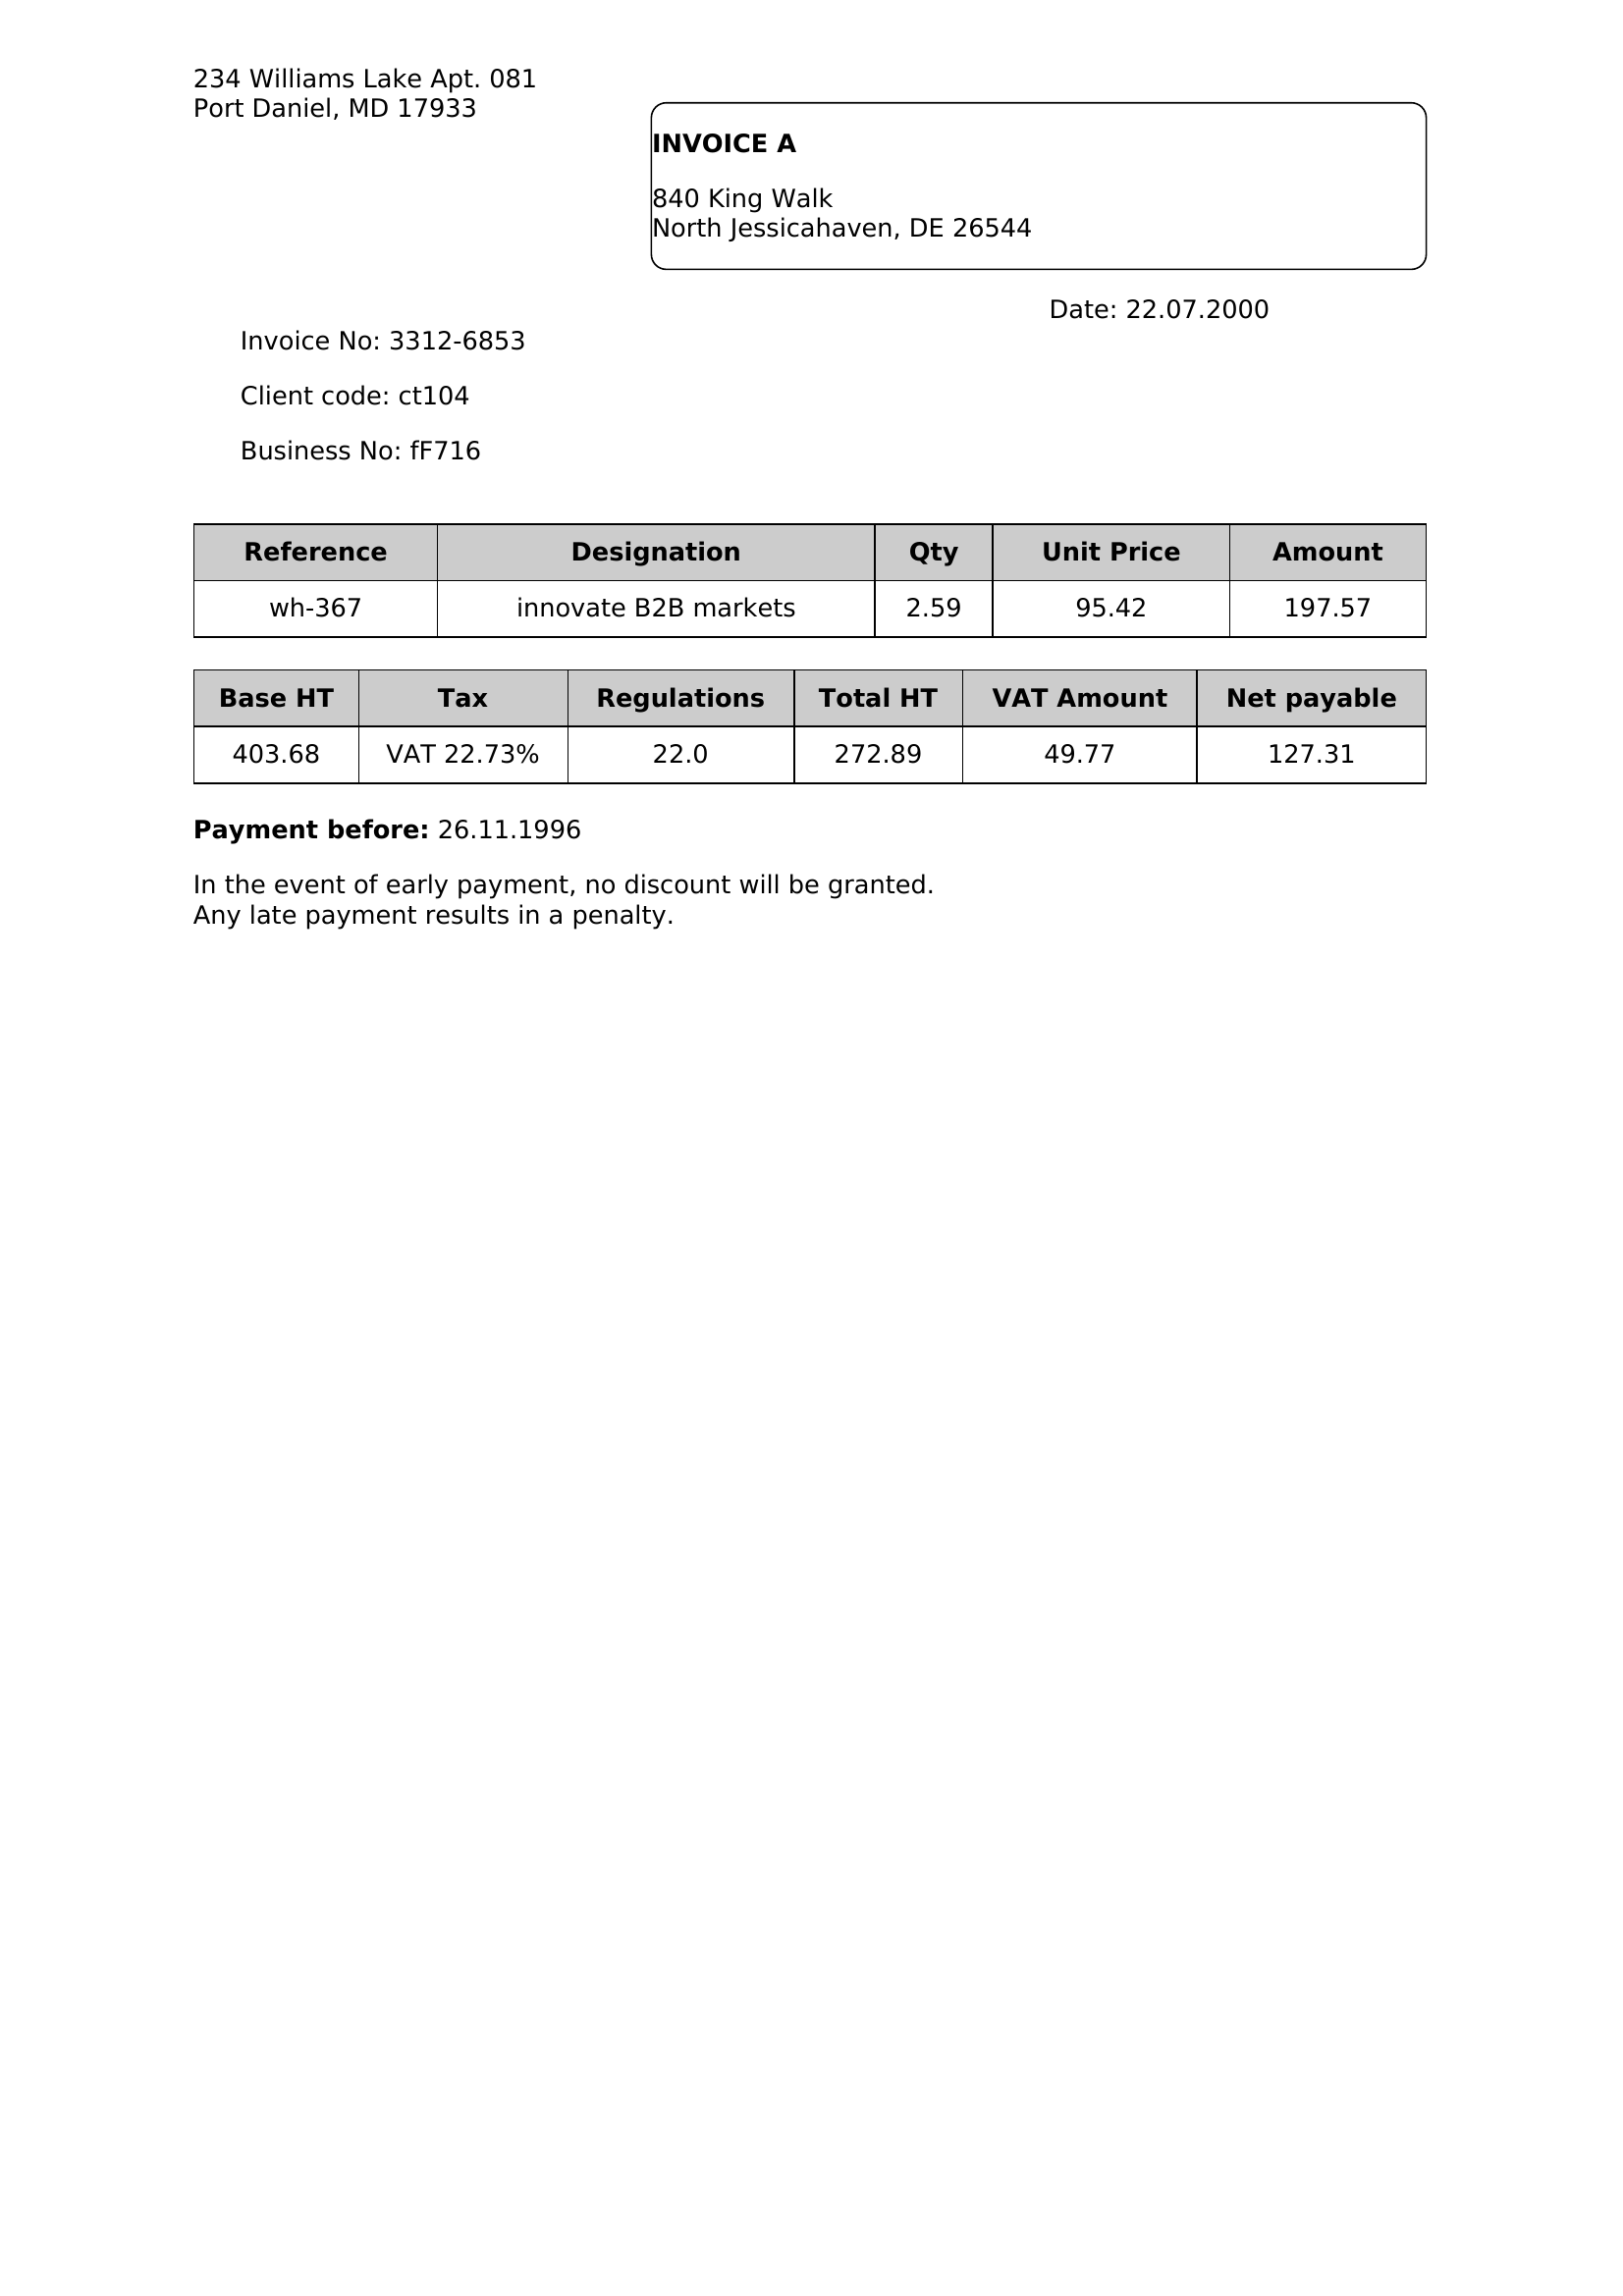 234 Williams Lake Apt. 081
Port Daniel, MD 17933
INVOICE A
840 King Walk
North Jessicahaven, DE 26544
Date: 22.07.2000
Invoice No: 3312-6853
Client code: ct104
Business No: fF716
Reference Designation Qty Unit Price Amount
wh-367 innovate B2B markets 2.59 95.42 197.57
Base HT Tax Regulations Total HT VAT Amount Net payable
403.68 VAT 22.73% 22.0 272.89 49.77 127.31
Payment before: 26.11.1996
In the event of early payment, no discount will be granted.
Any late payment results in a penalty.